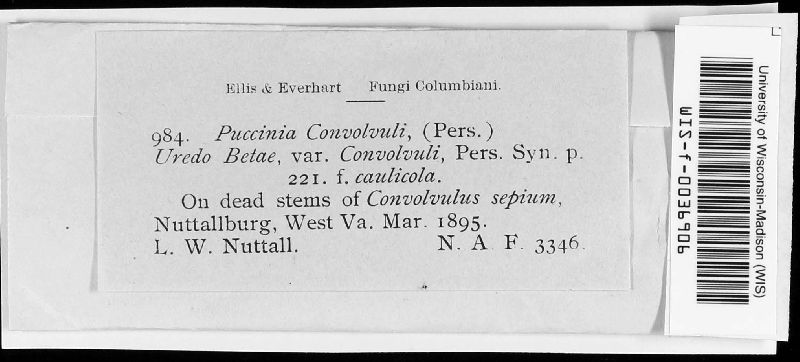 Ellis & Everhart Fungi Columbiani.
984. Puccinia Convolvuli, (Pers.)
Uredo Betae, var. Convolvuli, Pers. Syn. p.
221. f. caulicola.
On dead stems of Convolvulus sepium,
Nuttallburg, West Va. Mar. 1895.
L. W. Nuttall. N. A. F. 3346.
University of Wisconsin-Madison (WIS)
WIS-f-0039609